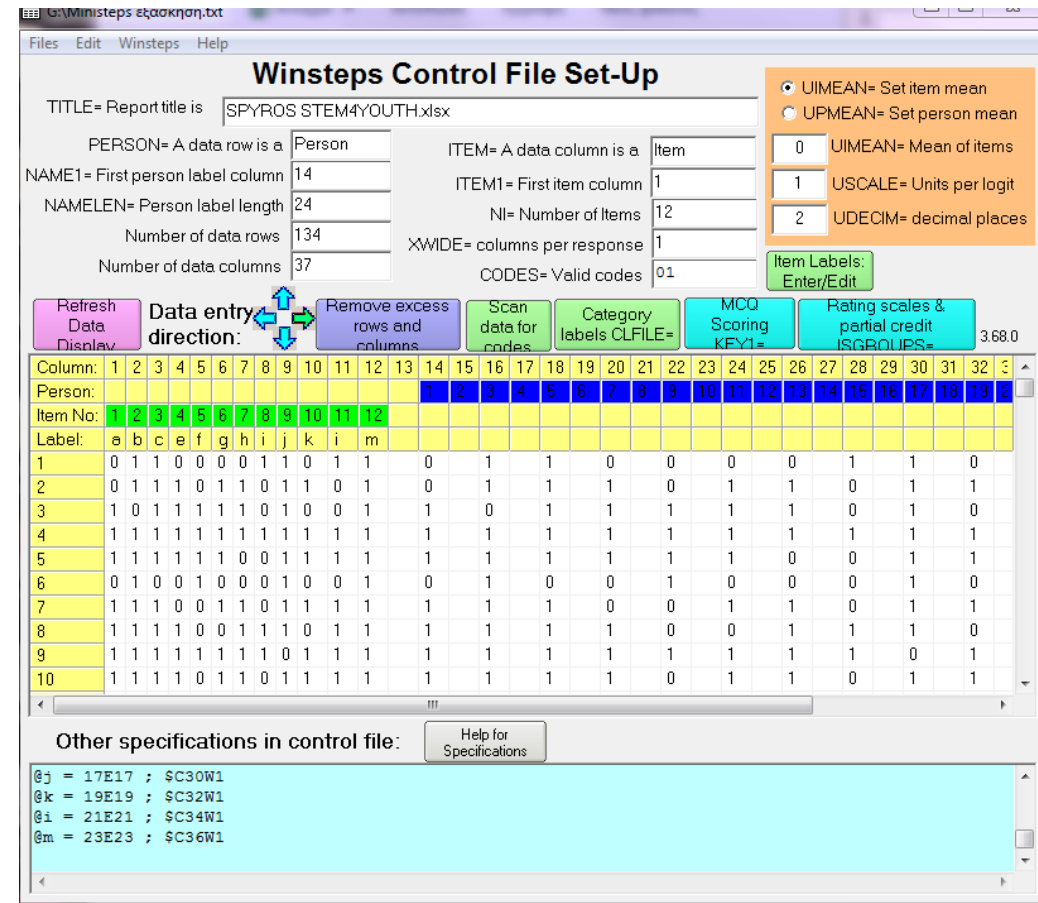 G:\Ministeps εξασκηση.txt
Files Edit Winsteps Help
Winsteps Control File Set-Up
TITLE= Report title is SPYROS STEM4YOUTH.xlsx
PERSON= A data row is a Person
NAME1= First person label column 14
NAMELEN= Person label length 24
Number of data rows 134
Number of data columns 37
ITEM= A data column is a Item
ITEM1= First item column 1
NI= Number of Items 12
XWIDE= columns per response 1
CODES= Valid codes 01
UIMEAN= Set item mean
UPMEAN= Set person mean
0 UIMEAN= Mean of items
1 USCALE= Units per logit
2 UDECIM= decimal places
Item Labels:
Enter/Edit
Refresh
Data
Display
Data entry
direction:
Remove excess
rows and
columns
Scan
data for
codes
Category
labels CLFILE=
MCQ
Scoring
KEY1=
Rating scales &
partial credit
ISGROUPS=
3.68.0
Column: 1 2 3 4 5 6 7 8 9 10 11 12 13 14 15 16 17 18 19 20 21 22 23 24 25 26 27 28 29 30 31 32 3
Person: 1 2 3 4 5 6 7 8 9 10 11 12 13 14 15 16 17 18 19 2
Item No: 1 2 3 4 5 6 7 8 9 10 11 12
Label: a b c e f g h i j k i m
1 0 1 1 0 0 0 0 1 1 0 1 1 0 1 1 0 0 0 0 1 1 0
2 0 1 1 1 0 1 1 0 1 1 0 1 0 1 1 1 0 1 1 0 1 1
3 1 0 1 1 1 1 1 0 1 0 0 1 1 0 1 1 1 1 1 0 1 0
4 1 1 1 1 1 1 1 1 1 1 1 1 1 1 1 1 1 1 1 1 1 1
5 1 1 1 1 1 1 0 0 1 1 1 1 1 1 1 1 1 1 0 0 1 1
6 0 1 0 0 1 0 0 0 1 0 0 1 0 1 0 0 1 0 0 0 1 0
7 1 1 1 0 0 1 1 0 1 1 1 1 1 1 1 0 0 1 1 0 1 1
8 1 1 1 1 0 0 1 1 1 0 1 1 1 1 1 1 0 0 1 1 1 0
9 1 1 1 1 1 1 1 1 0 1 1 1 1 1 1 1 1 1 1 1 0 1
10 1 1 1 1 0 1 1 0 1 1 1 1 1 1 1 1 0 1 1 0 1 1
Other specifications in control file:
Help for
Specifications
@j = 17E17 ; $C30W1
@k = 19E19 ; $C32W1
@i = 21E21 ; $C34W1
@m = 23E23 ; $C36W1